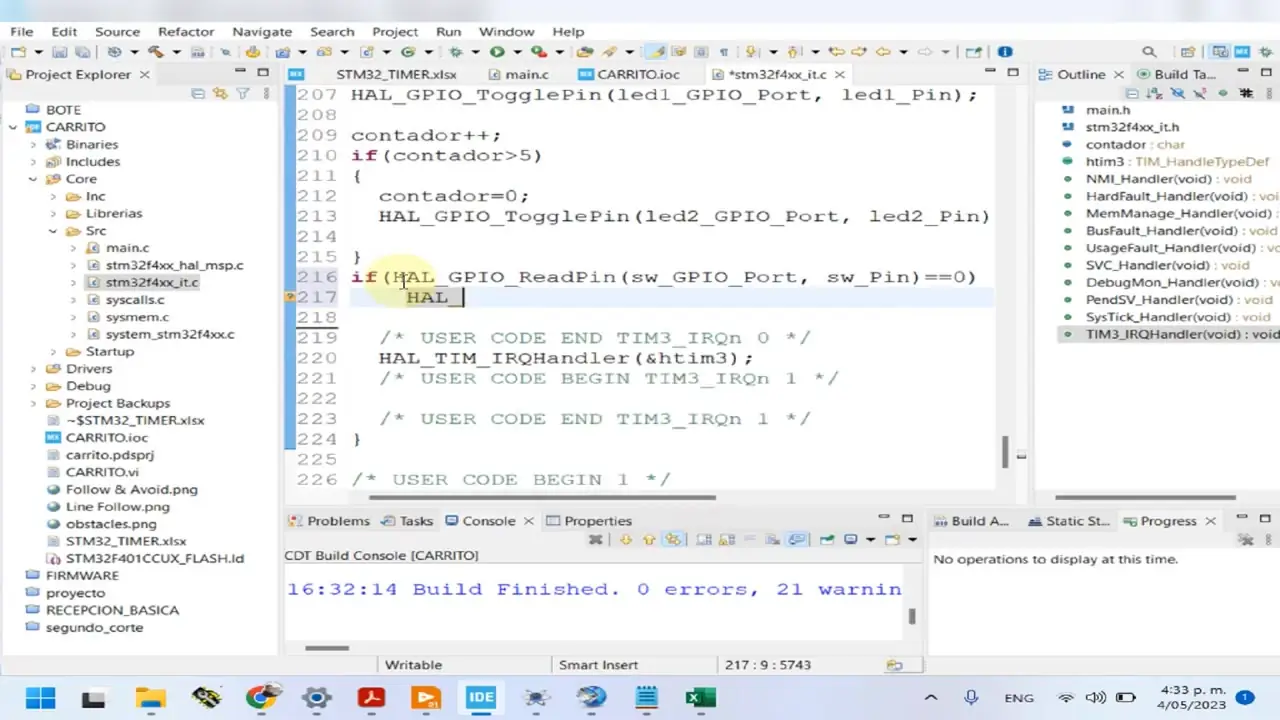 File Edit Source Refactor Navigate Search Project Run Window Help
Project Explorer
STM32_TIMER.xlsx main.c CARRITO.ioc *stm32f4xx_it.c
Outline Build Ta...
BOTE
CARRITO
Binaries
Includes
Core
Inc
Librerias
Src
main.c
stm32f4xx_hal_msp.c
stm32f4xx_it.c
syscalls.c
sysmem.c
system_stm32f4xx.c
Startup
Drivers
Debug
Project Backups
~$STM32_TIMER.xlsx
CARRITO.ioc
carrito.pdsprj
CARRITO.vi
Follow & Avoid.png
Line Follow.png
obstacles.png
STM32_TIMER.xlsx
STM32F401CCUX_FLASH.ld
FIRMWARE
proyecto
RECEPCION_BASICA
segundo_corte
207 HAL_GPIO_TogglePin(led1_GPIO_Port, led1_Pin);
208
209 contador++;
210 if(contador>5)
211 {
212 contador=0;
213 HAL_GPIO_TogglePin(led2_GPIO_Port, led2_Pin)
214
215 }
216 if(HAL_GPIO_ReadPin(sw_GPIO_Port, sw_Pin)==0)
217 HAL_
218
219 /* USER CODE END TIM3_IRQn 0 */
220 HAL_TIM_IRQHandler(&htim3);
221 /* USER CODE BEGIN TIM3_IRQn 1 */
222
223 /* USER CODE END TIM3_IRQn 1 */
224 }
225
226 /* USER CODE BEGIN 1 */
main.h
stm32f4xx_it.h
contador : char
htim3 : TIM_HandleTypeDef
NMI_Handler(void) : void
HardFault_Handler(void) : void
MemManage_Handler(void) :
BusFault_Handler(void) : void
UsageFault_Handler(void) : vo
SVC_Handler(void) : void
DebugMon_Handler(void) : vo
PendSV_Handler(void) : void
SysTick_Handler(void) : void
TIM3_IRQHandler(void) : void
Problems Tasks Console Properties
CDT Build Console [CARRITO]
16:32:14 Build Finished. 0 errors, 21 warnin
Build A... Static St... Progress
No operations to display at this time.
Writable Smart Insert 217 : 9 : 5743
IDE
ENG
4:33 p. m.
4/05/2023